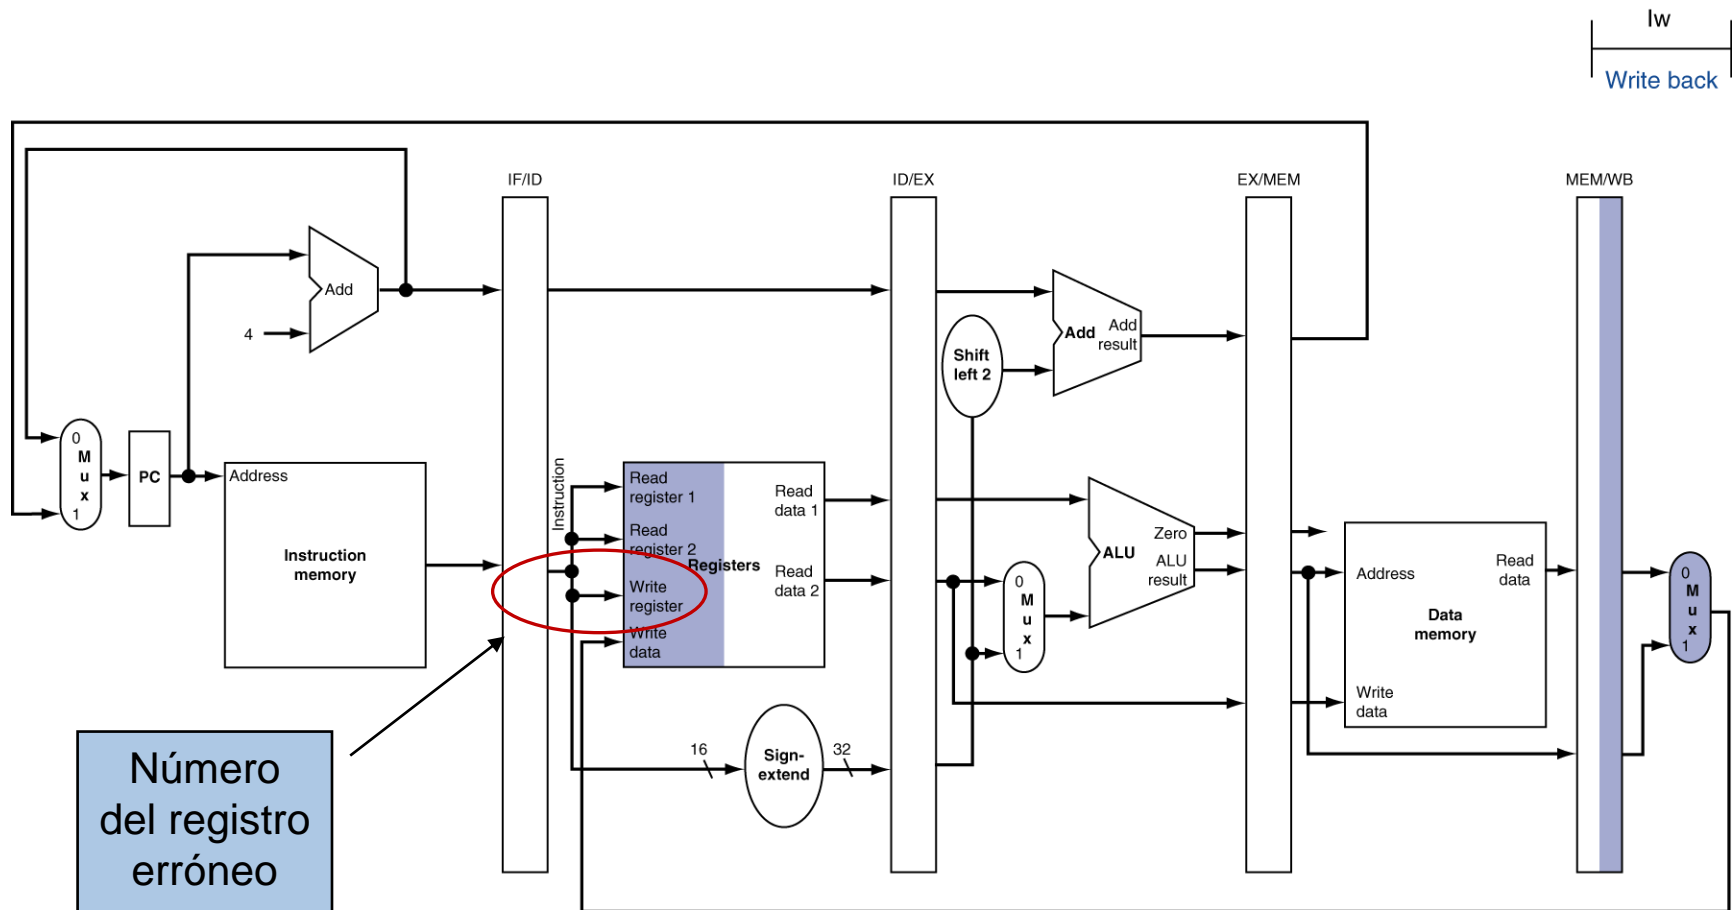 lw
Write back
IF/ID
ID/EX
EX/MEM
MEM/WB
Add
4
Add
Add
result
Shift
left 2
0
M
u
x
1
PC
Address
Instruction
memory
Instruction
Read
register 1
Read
register 2
Registers
Write
register
Write
data
Read
data 1
Read
data 2
0
M
u
x
1
Zero
ALU
ALU
result
Address
Read
data
Data
memory
Write
data
0
M
u
x
1
16
Sign-
extend
32
Número
del registro
erróneo